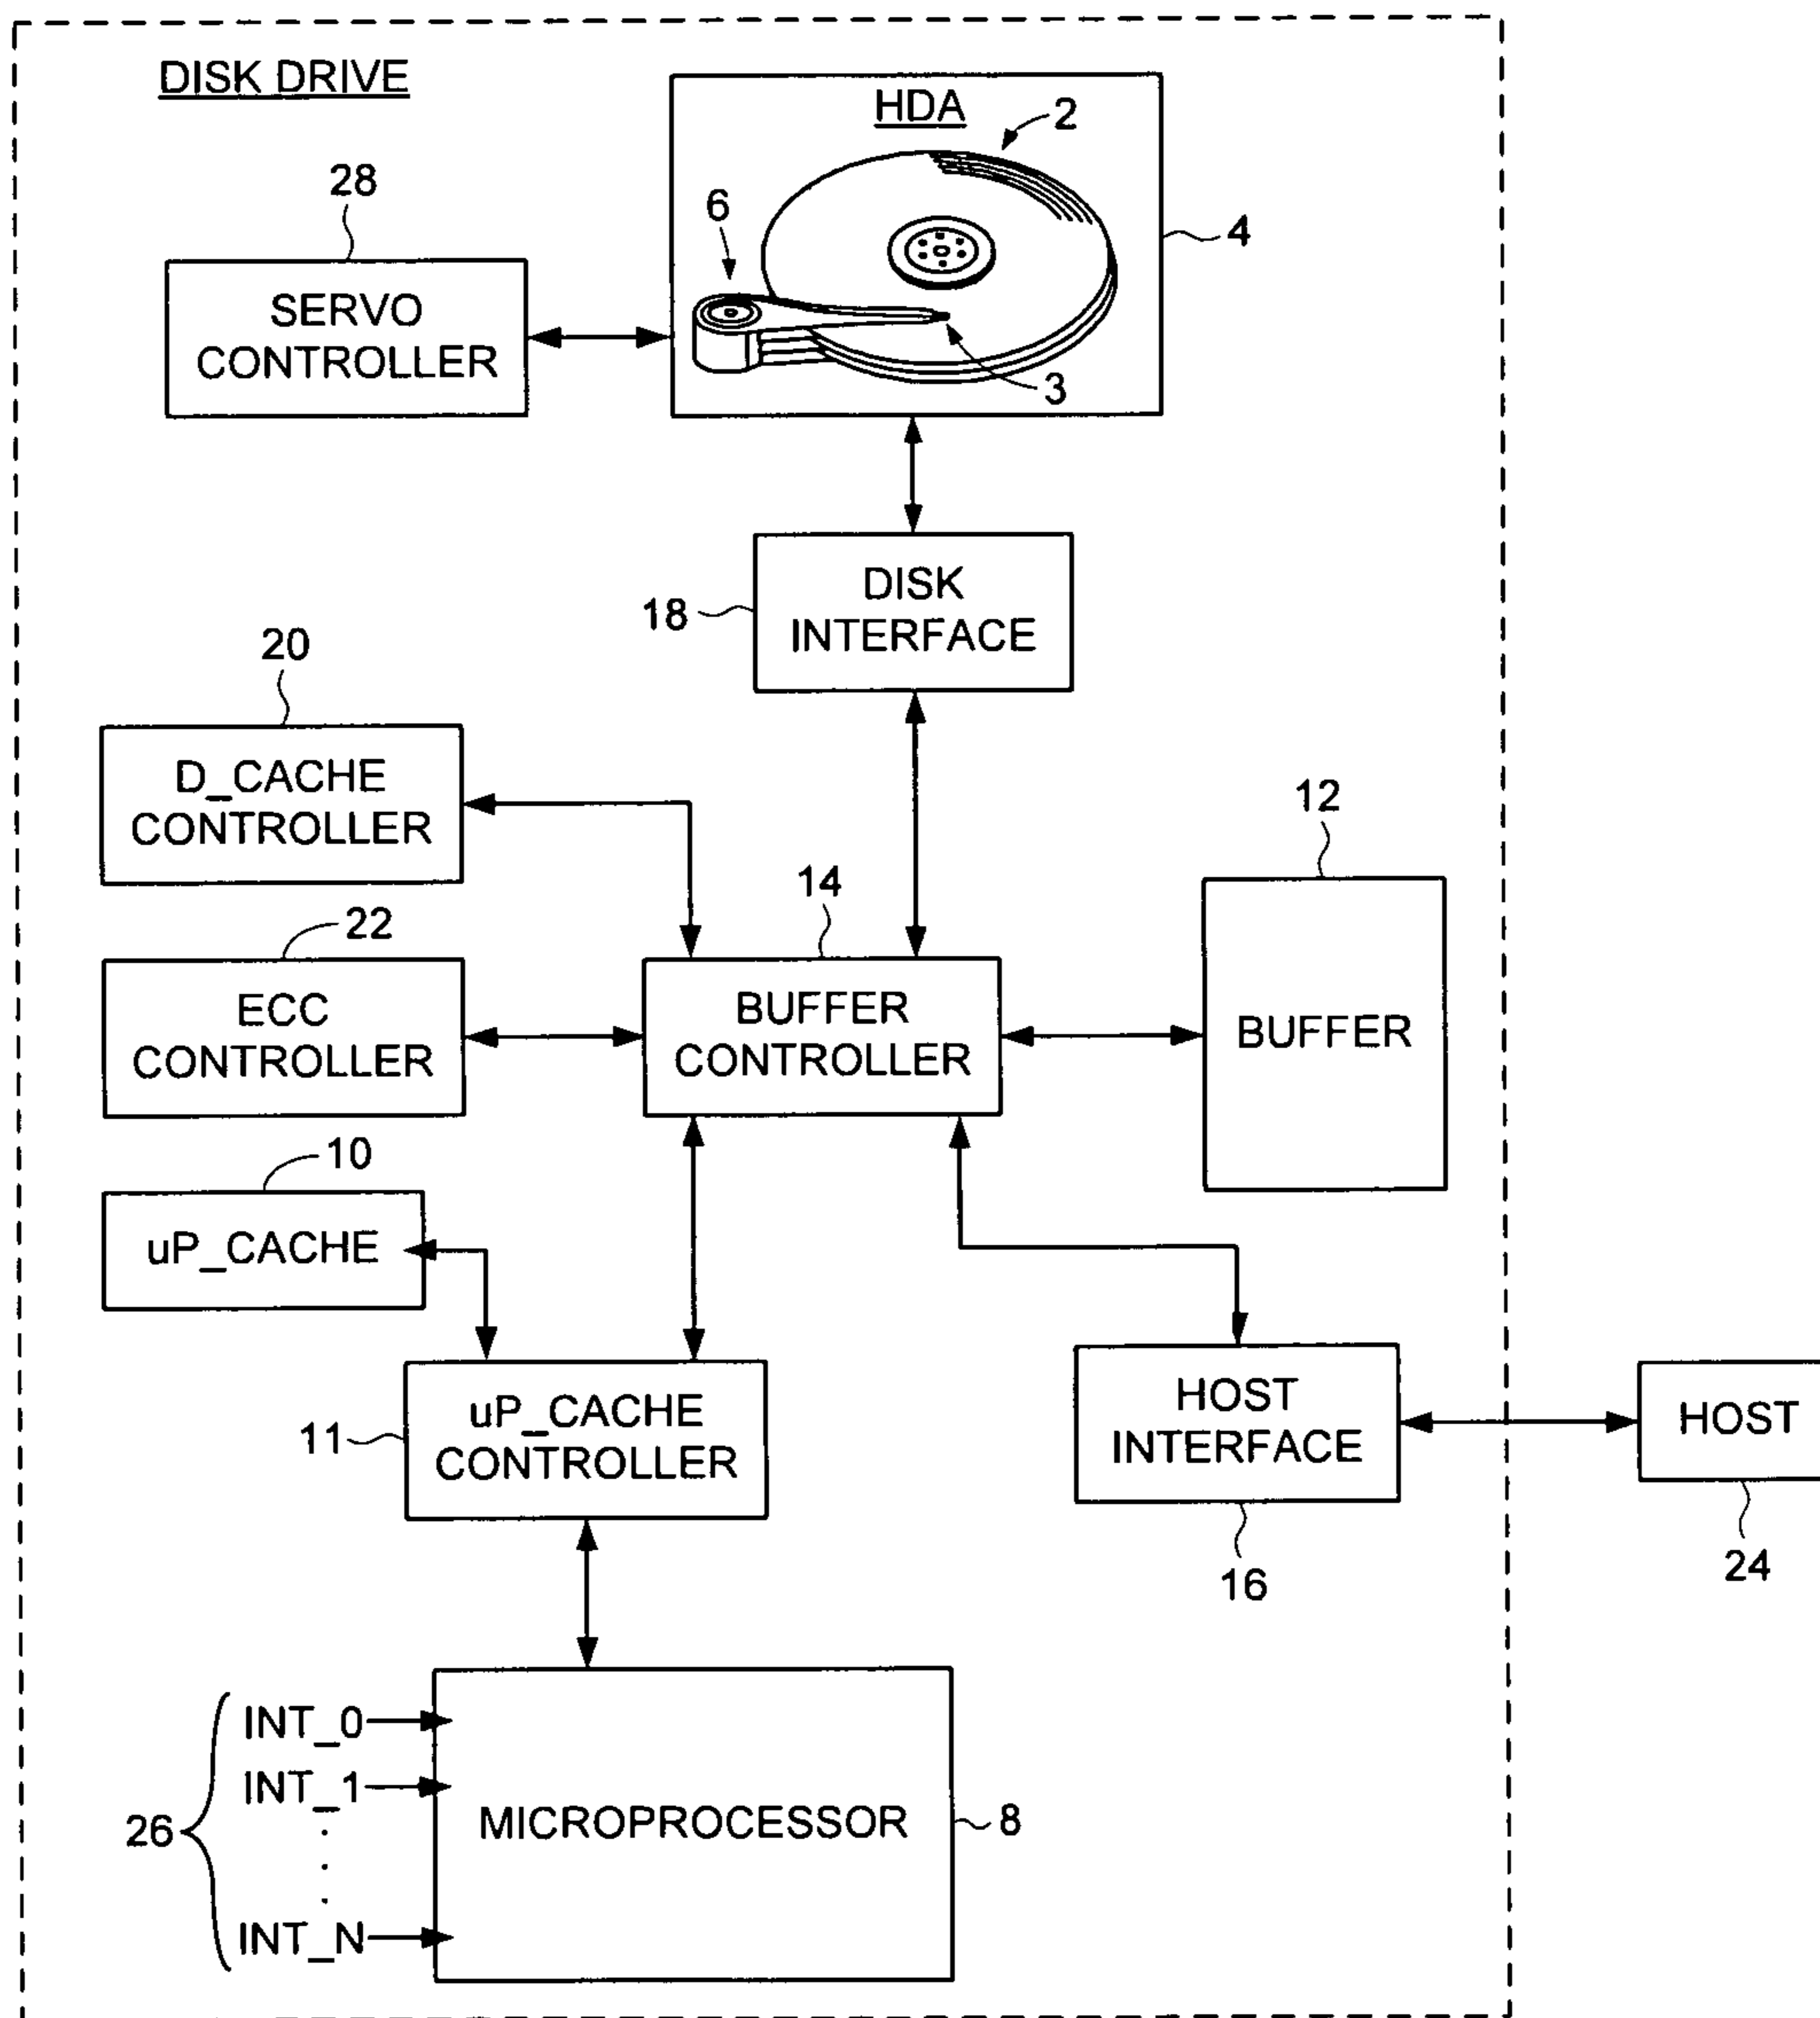 DISK DRIVE
HDA
2
28
6
4
SERVO
CONTROLLER
3
DISK
INTERFACE
18
20
D_CACHE
CONTROLLER
12
14
22
ECC
CONTROLLER
BUFFER
CONTROLLER
BUFFER
10
uP_CACHE
uP_CACHE
CONTROLLER
11
HOST
INTERFACE
HOST
16
24
INT_0
INT_1
26
MICROPROCESSOR
8
INT_N